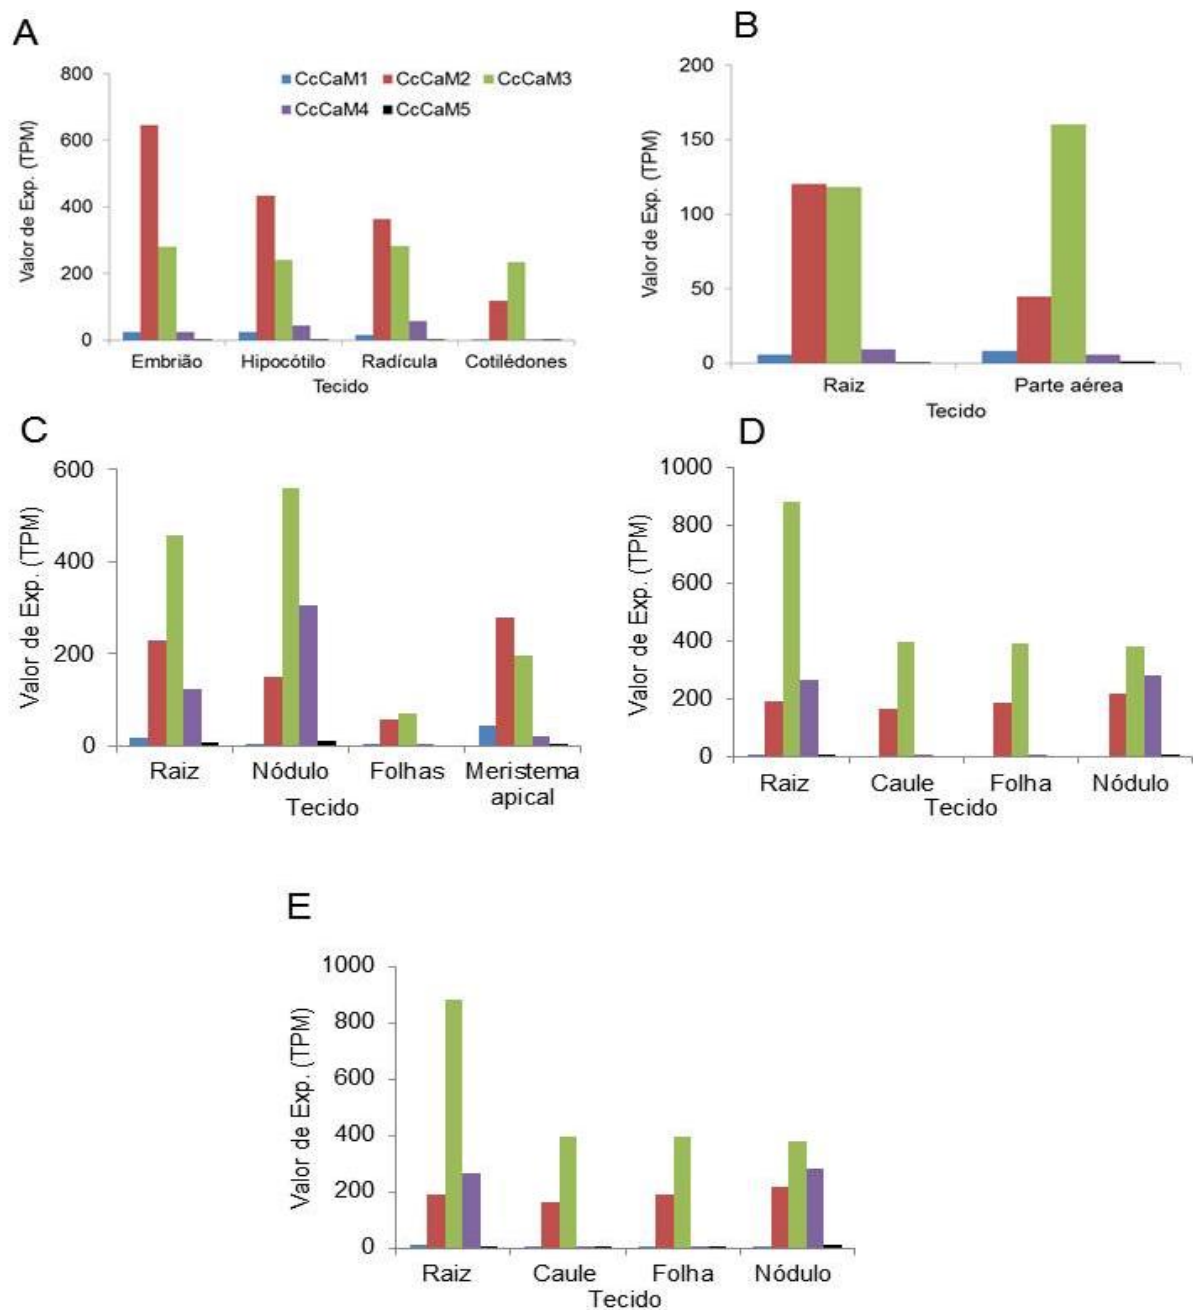 A
CcCaM1 CcCaM2 CcCaM3
CcCaM4 CcCaM5
Valor de Exp. (TPM)
800
600
400
200
0
Embrião Hipocótilo Radícula Cotilédones
Tecido
B
Valor de Exp. (TPM)
200
150
100
50
0
Raiz Parte aérea
Tecido
C
Valor de Exp. (TPM)
600
400
200
0
Raiz Nódulo Folhas Meristema
apical
Tecido
D
Valor de Exp. (TPM)
1000
800
600
400
200
0
Raiz Caule Folha Nódulo
Tecido
E
Valor de Exp. (TPM)
1000
800
600
400
200
0
Raiz Caule Folha Nódulo
Tecido